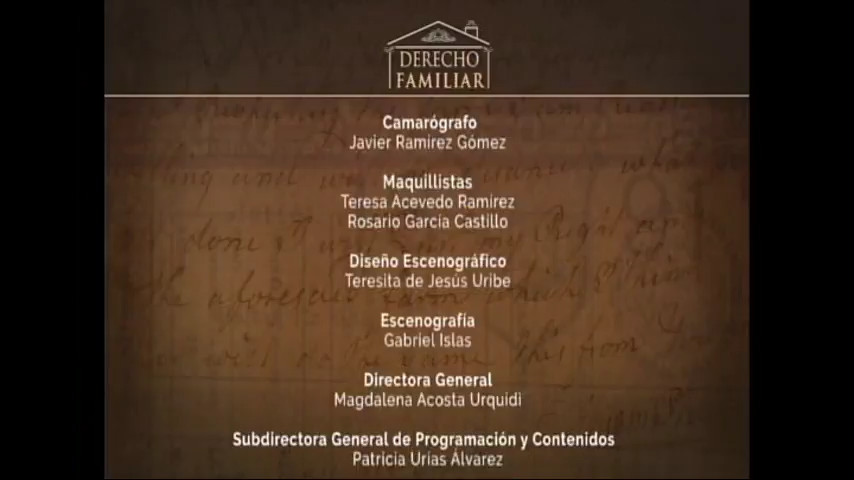 DERECHO
FAMILIAR
Camarógrafo
Javier Ramírez Gómez
Maquillistas
Teresa Acevedo Ramírez
Rosario García Castillo
Diseño Escenográfico
Teresita de Jesús Uribe
Escenografía
Gabriel Islas
Directora General
Magdalena Acosta Urquidi
Subdirectora General de Programación y Contenidos
Patricia Urías Álvarez